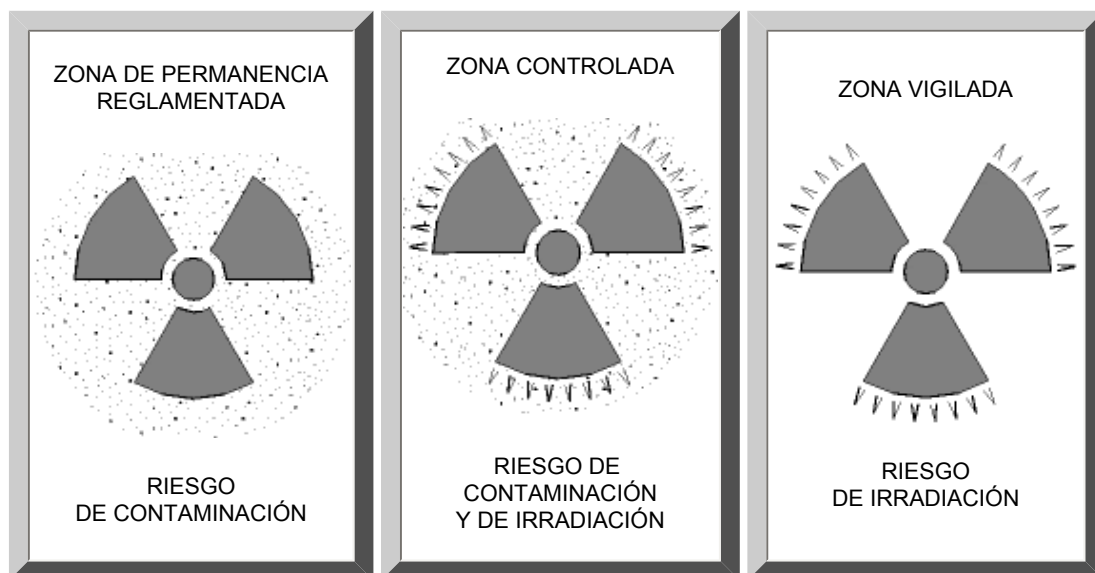 ZONA DE PERMANENCIA
REGLAMENTADA
RIESGO
DE CONTAMINACIÓN
ZONA CONTROLADA
RIESGO DE
CONTAMINACIÓN
Y DE IRRADIACIÓN
ZONA VIGILADA
RIESGO
DE IRRADIACIÓN